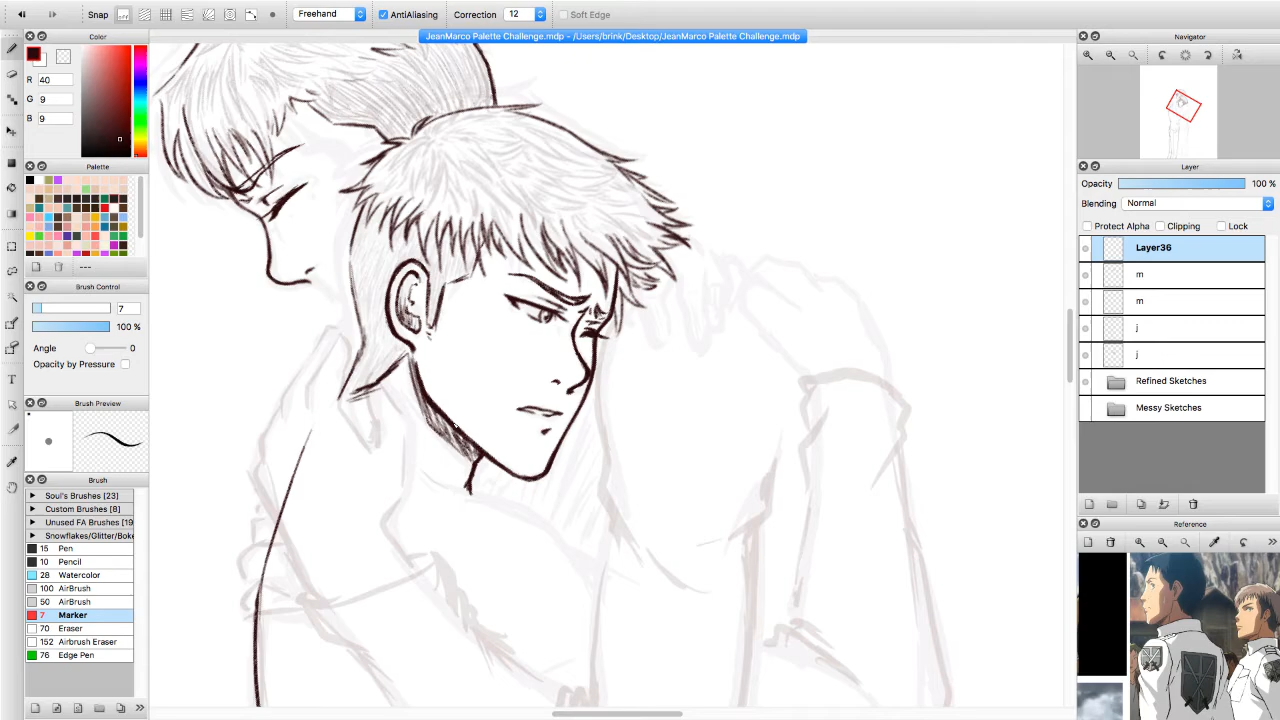 Snap
Freehand
AntiAliasing
Correction
12
Soft Edge
Color
JeanMarco Palette Challenge.mdp - /Users/brink/Desktop/JeanMarco Palette Challenge.mdp
Navigator
R 40
G 9
B 9
Palette
---
Brush Control
7
100 %
Angle 0
Opacity by Pressure
Brush Preview
Brush
Soul's Brushes [23]
Custom Brushes [8]
Unused FA Brushes [19
Snowflakes/Glitter/Boke
15 Pen
10 Pencil
28 Watercolor
100 AirBrush
50 AirBrush
7 Marker
70 Eraser
152 Airbrush Eraser
76 Edge Pen
Layer
Opacity 100 %
Blending Normal
Protect Alpha Clipping Lock
Layer36
m
m
j
j
Refined Sketches
Messy Sketches
Reference